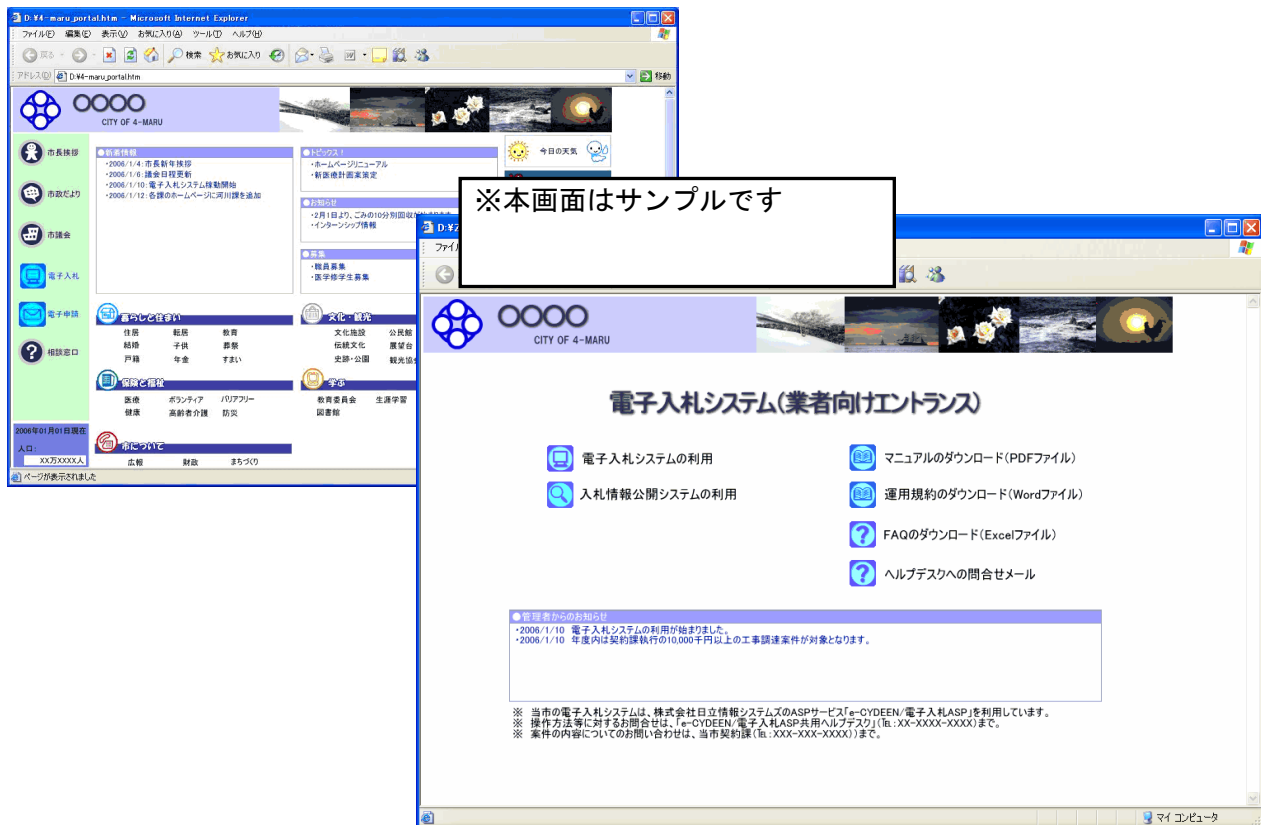 D:¥4-maru_portal.htm - Microsoft Internet Explorer
ファイル(F) 編集(E) 表示(V) お気に入り(A) ツール(T) ヘルプ(H)
戻る 検索 お気に入り
アドレス(D) D:¥4-maru_portal.htm 移動
○○○○
CITY OF 4-MARU
市長挨拶
市政だより
市議会
電子入札
電子申請
相談窓口
2006年01月01日現在
人口:
XX万XXXX人
●新着情報
・2006/1/4:市長新年挨拶
・2006/1/6:議会日程更新
・2006/1/10:電子入札システム稼動開始
・2006/1/12:各課のホームページに河川課を追加
●トピックス!
・ホームページリニューアル
・新医療計画策定
●お知らせ
・2月1日より、ごみの10分別回収が
・インターンシップ情報
●募集
・職員募集
・医学修学生募集
今日の天気
暮らしと住まい
住居 転居 教育
結婚 子供 葬祭
戸籍 年金 すまい
文化・観光
文化施設 公民館
伝統文化 展望台
史跡・公園 観光協
保険と福祉
医療 ボランティア バリアフリー
健康 高齢者介護 防災
学ぶ
教育委員会 生涯学習
図書館
市について
広報 財政 まちづくり
ページが表示されました
※本画面はサンプルです
D:¥2
ファイル
○○○○
CITY OF 4-MARU
電子入札システム(業者向けエントランス)
電子入札システムの利用
入札情報公開システムの利用
マニュアルのダウンロード(PDFファイル)
運用規約のダウンロード(Wordファイル)
FAQのダウンロード(Excelファイル)
ヘルプデスクへの問合せメール
●管理者からのお知らせ
・2006/1/10 電子入札システムの利用が始まりました。
・2006/1/10 年度内は契約課執行の10,000千円以上の工事調達案件が対象となります。
※ 当市の電子入札システムは、株式会社日立情報システムズのASPサービス「e-CYDEEN/電子入札ASP」を利用しています。
※ 操作方法等に対するお問合せは、「e-CYDEEN/電子入札ASP共用ヘルプデスク」(℡:XX-XXXX-XXXX)まで。
※ 案件の内容についてのお問い合わせは、当市契約課(℡:XXX-XXX-XXXX))まで。
マイ コンピュータ